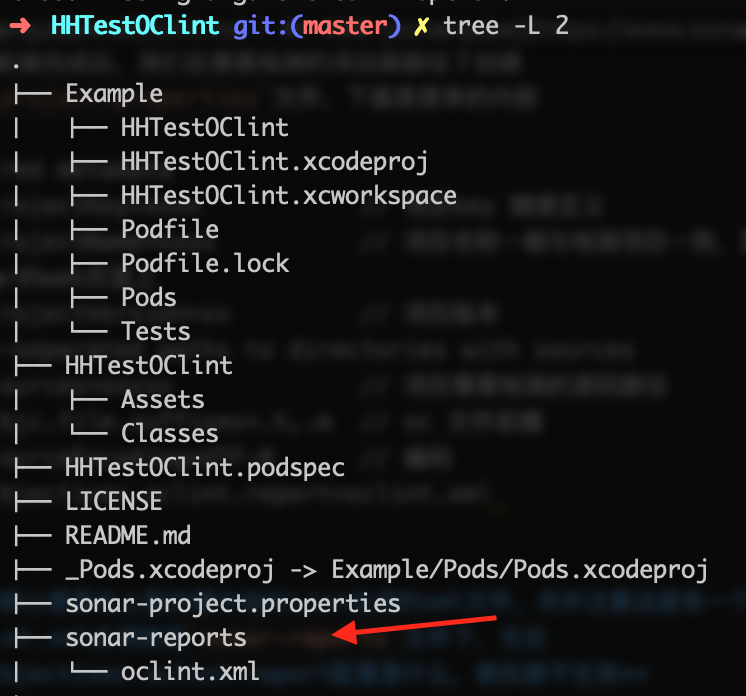 ➜ HHTestOClint git:(master) ✗ tree -L 2
.
├── Example
│   ├── HHTestOClint
│   ├── HHTestOClint.xcodeproj
│   ├── HHTestOClint.xcworkspace
│   ├── Podfile
│   ├── Podfile.lock
│   ├── Pods
│   └── Tests
├── HHTestOClint
│   ├── Assets
│   └── Classes
├── HHTestOClint.podspec
├── LICENSE
├── README.md
├── _Pods.xcodeproj -> Example/Pods/Pods.xcodeproj
├── sonar-project.properties
├── sonar-reports
│   └── oclint.xml